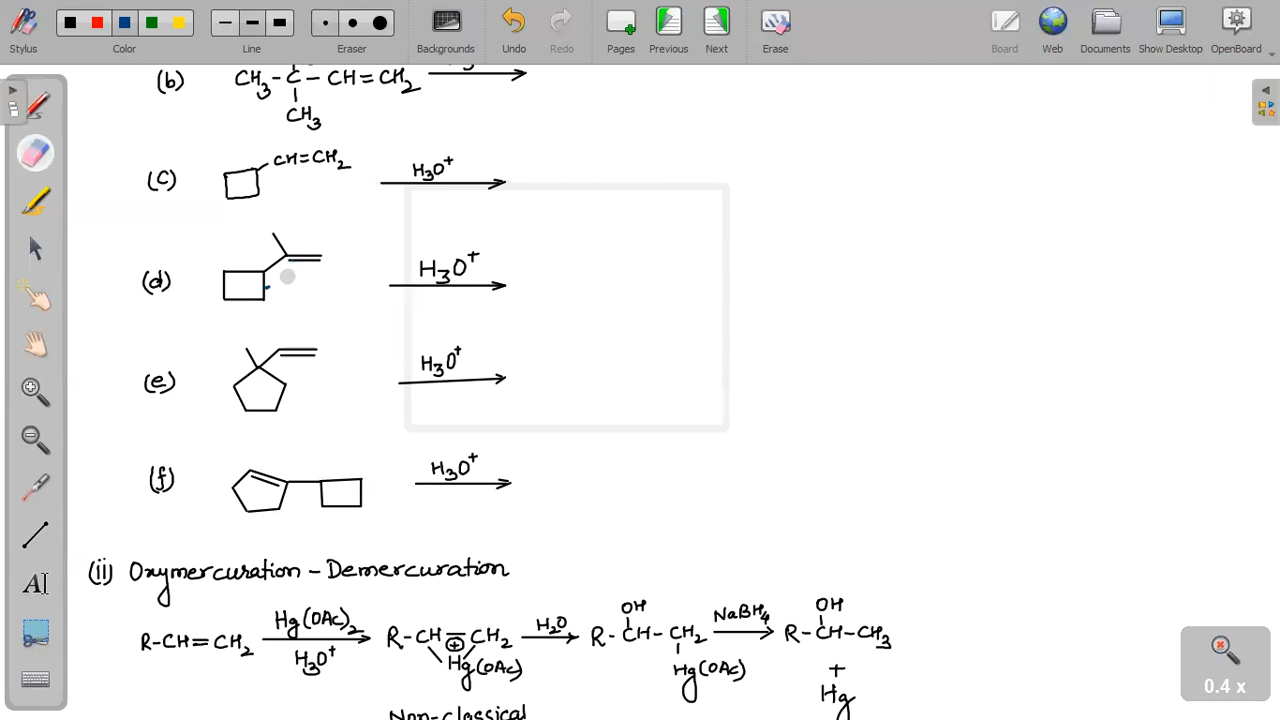 Stylus Color Line Eraser Backgrounds Undo Redo Pages Previous Next Erase Board Web Documents Show Desktop OpenBoard
(b) CH3-C-CH=CH2
CH3
(C) CH=CH2 H3O+
(d) H3O+
(e) H3O+
(f) H3O+
(ii) Oxymercuration-Demercuration
R-CH=CH2 Hg(OAc)2 H3O+ R-CH=CH2 + Hg(OAc) H2O R-CH-CH2 OH Hg(OAc) NaBH4 R-CH-CH3 OH
+
Hg
Non-classical
A
0.4 x